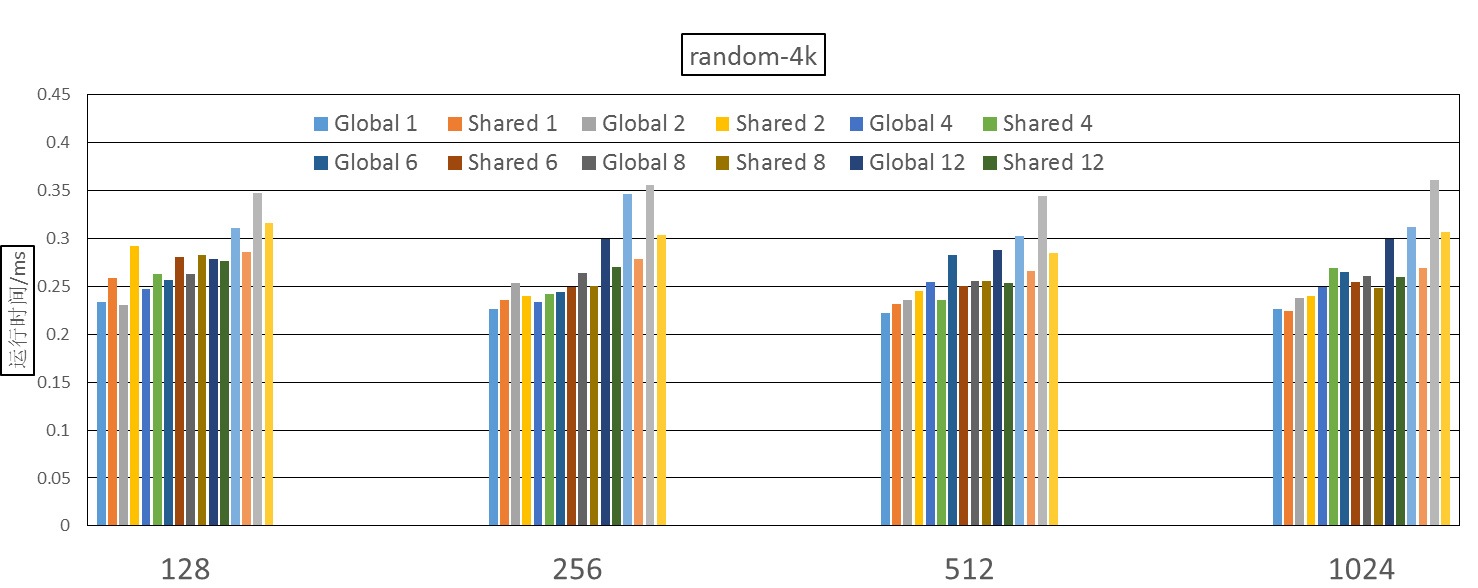 random-4k
0.45
0.4
0.35
0.3
0.25
0.2
0.15
0.1
0.05
0
运行时间/ms
Global 1 Shared 1 Global 2 Shared 2 Global 4 Shared 4
Global 6 Shared 6 Global 8 Shared 8 Global 12 Shared 12
128 256 512 1024